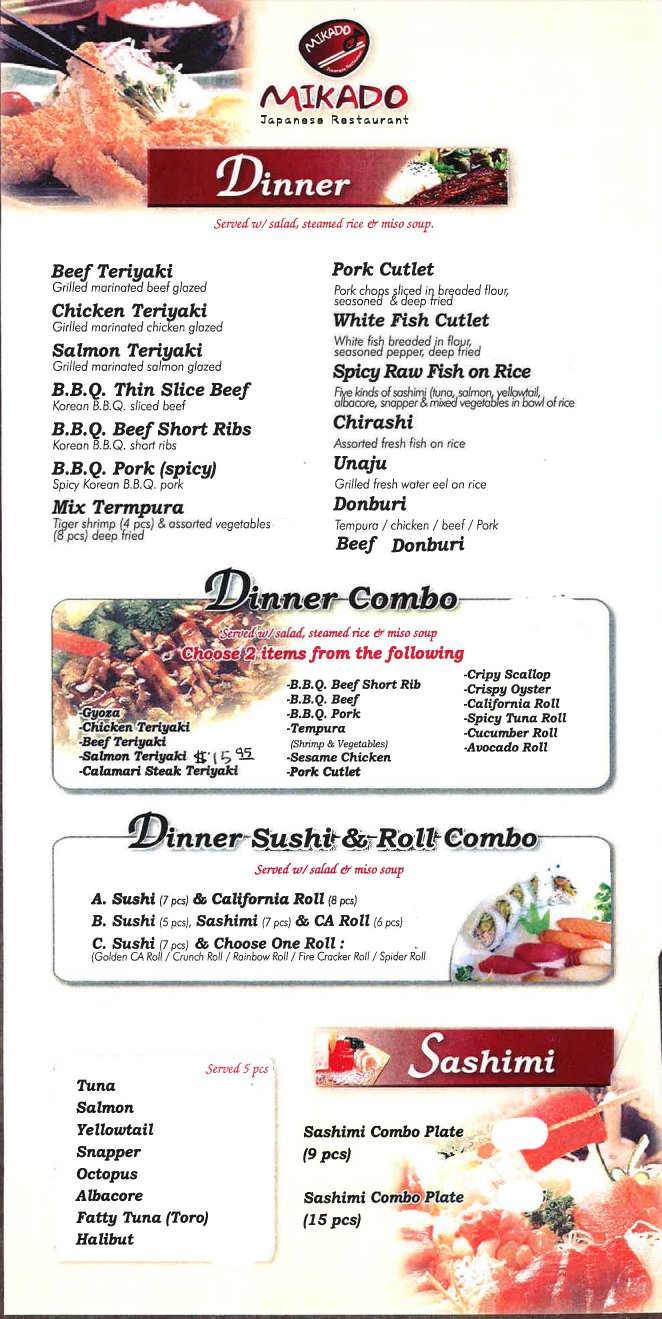 MIKADO
Japanese Restaurant
MIKADO
Japanese Restaurant
Dinner
Served w/ salad, steamed rice & miso soup.
Beef Teriyaki
Grilled marinated beef glazed
Chicken Teriyaki
Girlled marinated chicken glazed
Salmon Teriyaki
Grilled marinated salmon glazed
B.B.Q. Thin Slice Beef
Korean B.B.Q. sliced beef
B.B.Q. Beef Short Ribs
Korean B.B.Q. short ribs
B.B.Q. Pork (spicy)
Spicy Korean B.B.Q. pork
Mix Termpura
Tiger shrimp (4 pcs) & assorted vegetables
(8 pcs) deep fried
Pork Cutlet
Pork chops sliced in breaded flour,
seasoned & deep fried
White Fish Cutlet
White fish breaded in flour,
seasoned pepper, deep fried
Spicy Raw Fish on Rice
Five kinds of sashimi (tuna, salmon, yellowtail,
albacore, snapper & mixed vegetables in bowl of rice
Chirashi
Assorted fresh fish on rice
Unaju
Grilled fresh water eel on rice
Donburi
Tempura / chicken / beef / Pork
Beef Donburi
Dinner Combo
Served w/ salad, steamed rice & miso soup
Choose 2 items from the following
-Gyoza
-Chicken Teriyaki
-Beef Teriyaki
-Salmon Teriyaki $15 95
-Calamari Steak Teriyaki
-B.B.Q. Beef Short Rib
-B.B.Q. Beef
-B.B.Q. Pork
-Tempura
(Shrimp & Vegetables)
-Sesame Chicken
-Pork Cutlet
-Cripy Scallop
-Crispy Oyster
-California Roll
-Spicy Tuna Roll
-Cucumber Roll
-Avocado Roll
Dinner Sushi & Roll Combo
Served w/ salad & miso soup
A. Sushi (7 pcs) & California Roll (8 pcs)
B. Sushi (5 pcs), Sashimi (7 pcs) & CA Roll (6 pcs)
C. Sushi (7 pcs) & Choose One Roll :
(Golden CA Roll / Crunch Roll / Rainbow Roll / Fire Cracker Roll / Spider Roll
Served 5 pcs
Tuna
Salmon
Yellowtail
Snapper
Octopus
Albacore
Fatty Tuna (Toro)
Halibut
Sashimi
Sashimi Combo Plate
(9 pcs)
Sashimi Combo Plate
(15 pcs)